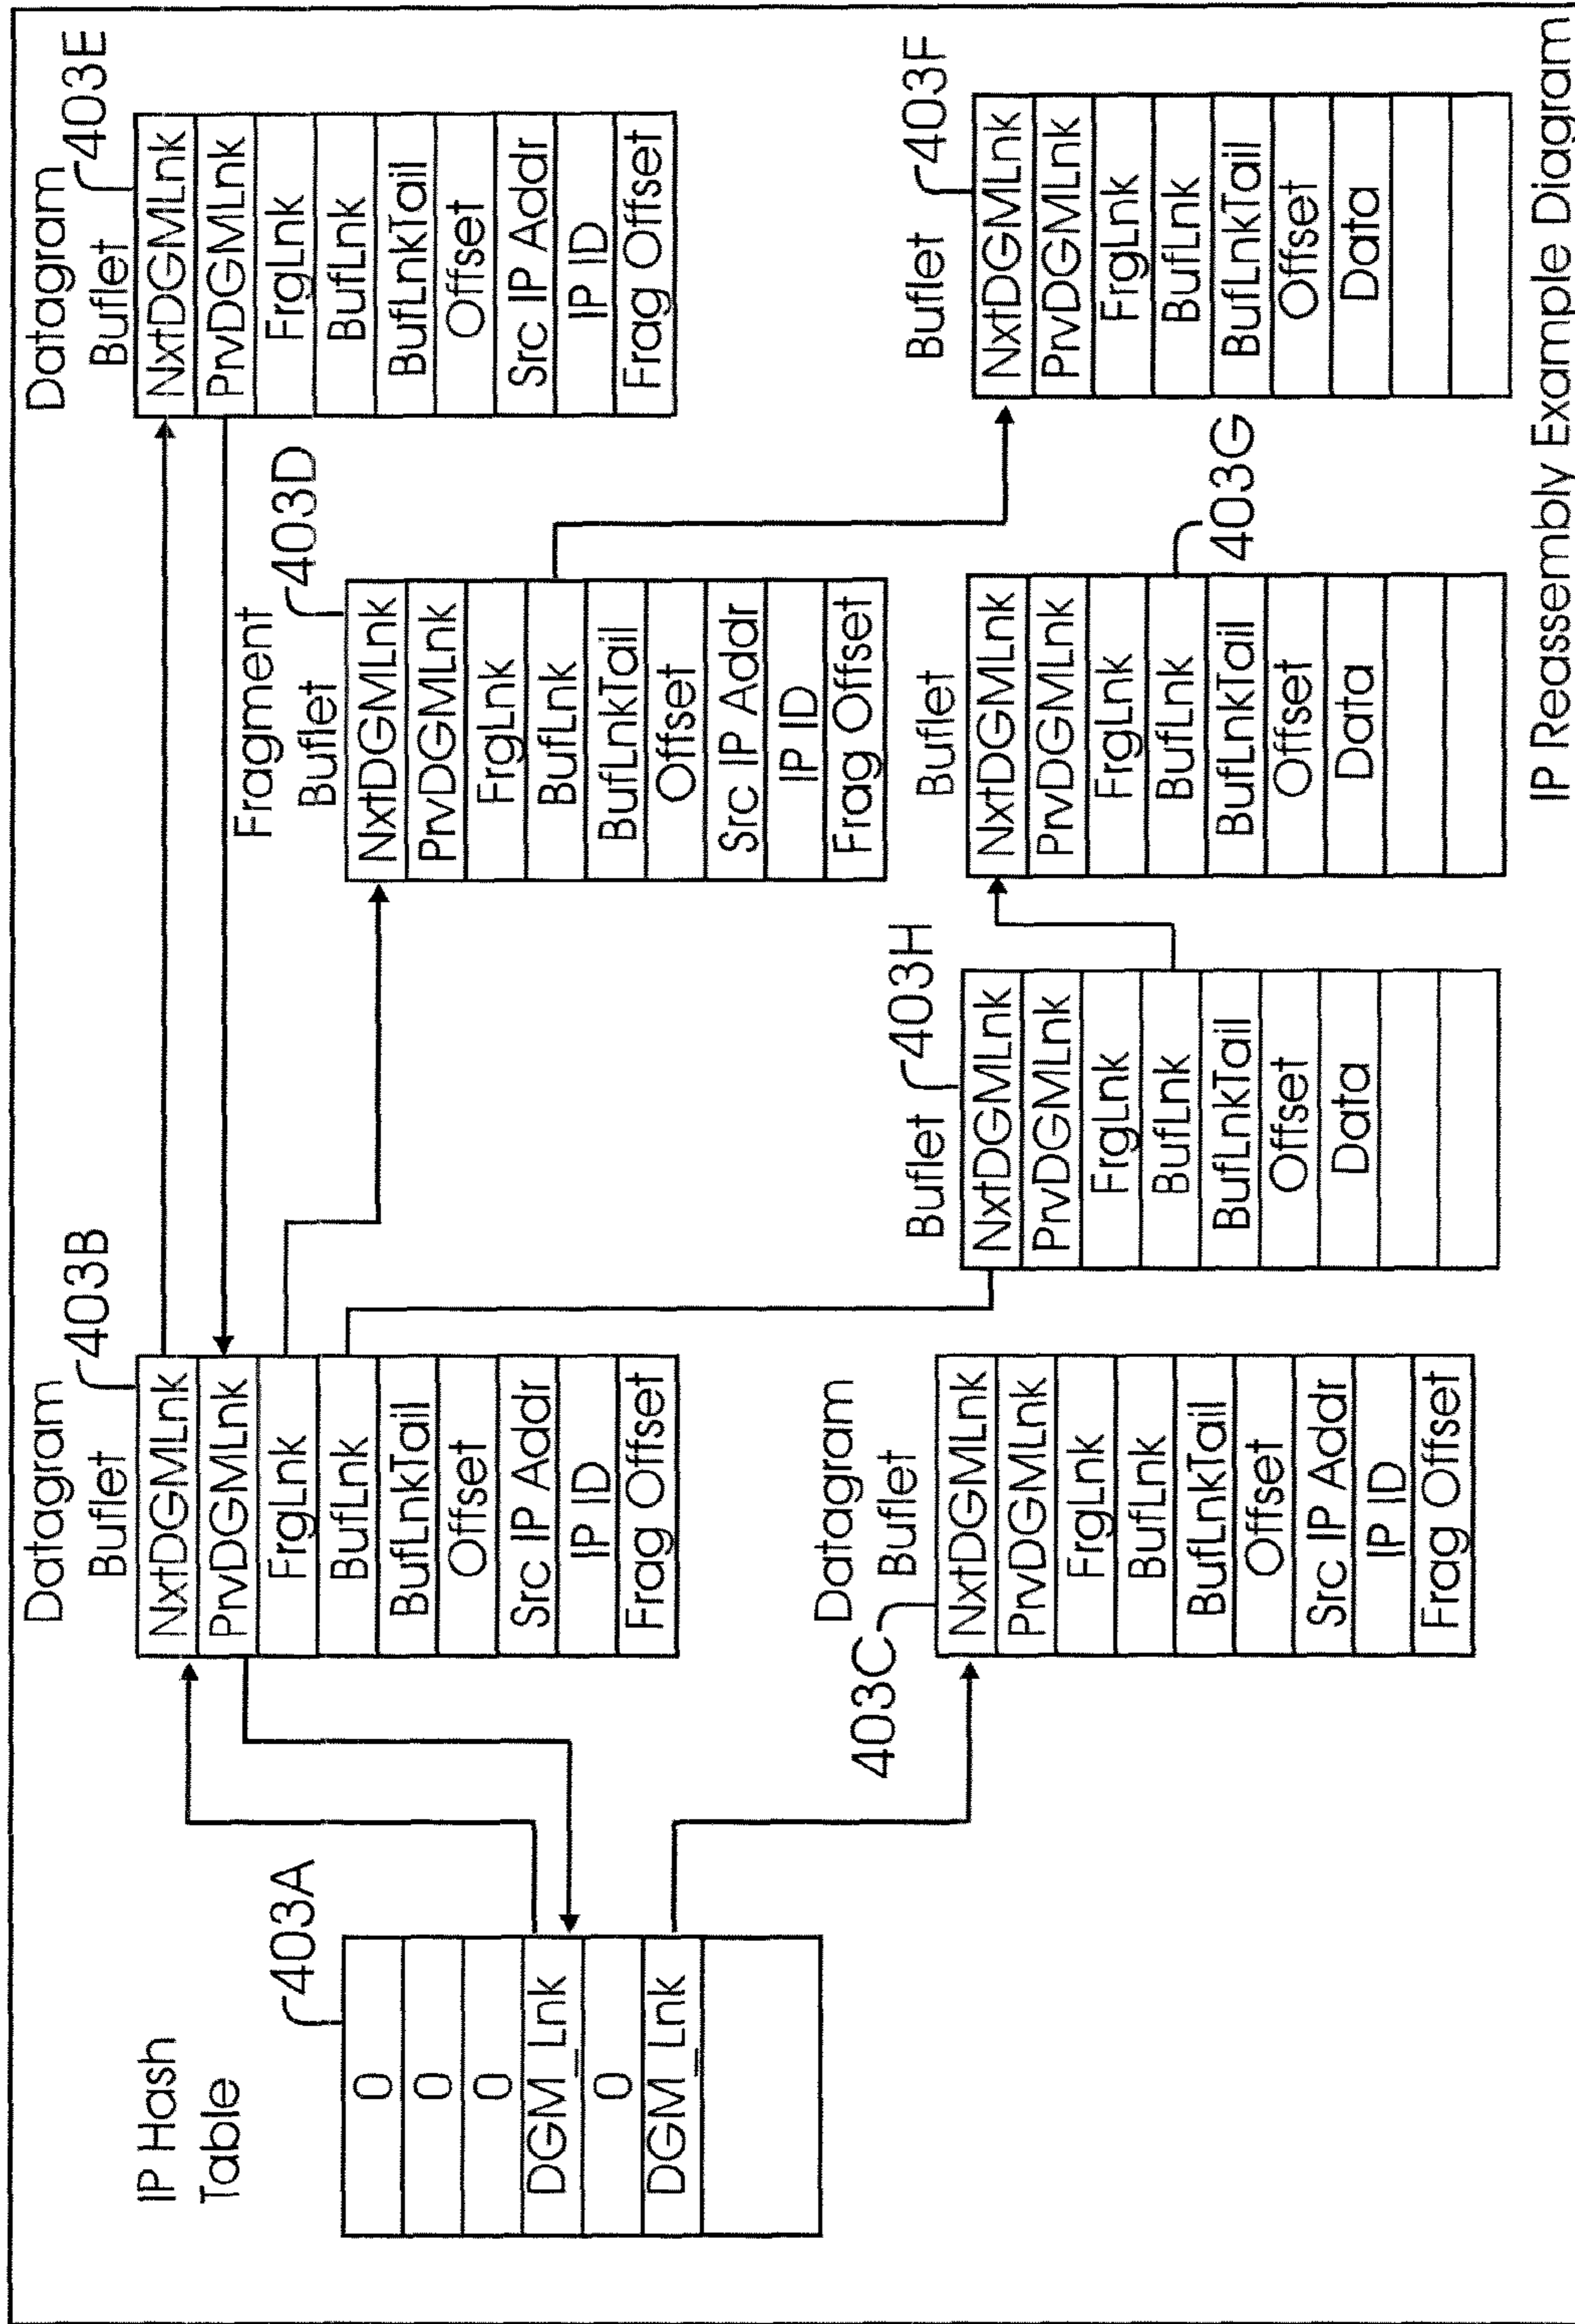 IP Hash
Table
403A
0
0
0
DGM_Lnk
0
DGM_Lnk
Datagram
Buflet
403B
NxtDGMLnk
PrvDGMLnk
FrgLnk
BufLnk
BufLnkTail
Offset
Src IP Addr
IP ID
Frag Offset
Datagram
Buflet
403C
NxtDGMLnk
PrvDGMLnk
FrgLnk
BufLnk
BufLnkTail
Offset
Src IP Addr
IP ID
Frag Offset
Fragment
Buflet
403D
NxtDGMLnk
PrvDGMLnk
FrgLnk
BufLnk
BufLnkTail
Offset
Src IP Addr
IP ID
Frag Offset
Datagram
Buflet
403E
NxtDGMLnk
PrvDGMLnk
FrgLnk
BufLnk
BufLnkTail
Offset
Src IP Addr
IP ID
Frag Offset
Buflet
403H
NxtDGMLnk
PrvDGMLnk
FrgLnk
BufLnk
BufLnkTail
Offset
Data
Buflet
403G
NxtDGMLnk
PrvDGMLnk
FrgLnk
BufLnk
BufLnkTail
Offset
Data
Buflet
403F
NxtDGMLnk
PrvDGMLnk
FrgLnk
BufLnk
BufLnkTail
Offset
Data
IP Reassembly Example Diagram